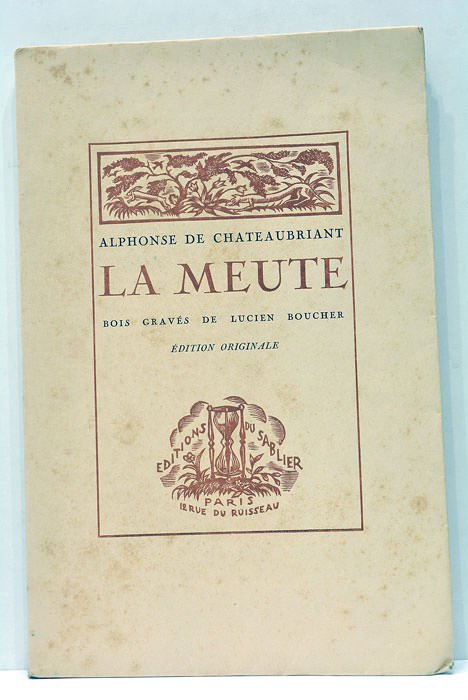 ALPHONSE DE CHATEAUBRIANT
LA MEUTE
BOIS GRAVÉS DE LUCIEN BOUCHER
ÉDITION ORIGINALE
EDITIONS DU SABLIER
PARIS
12 RUE DU RUISSEAU